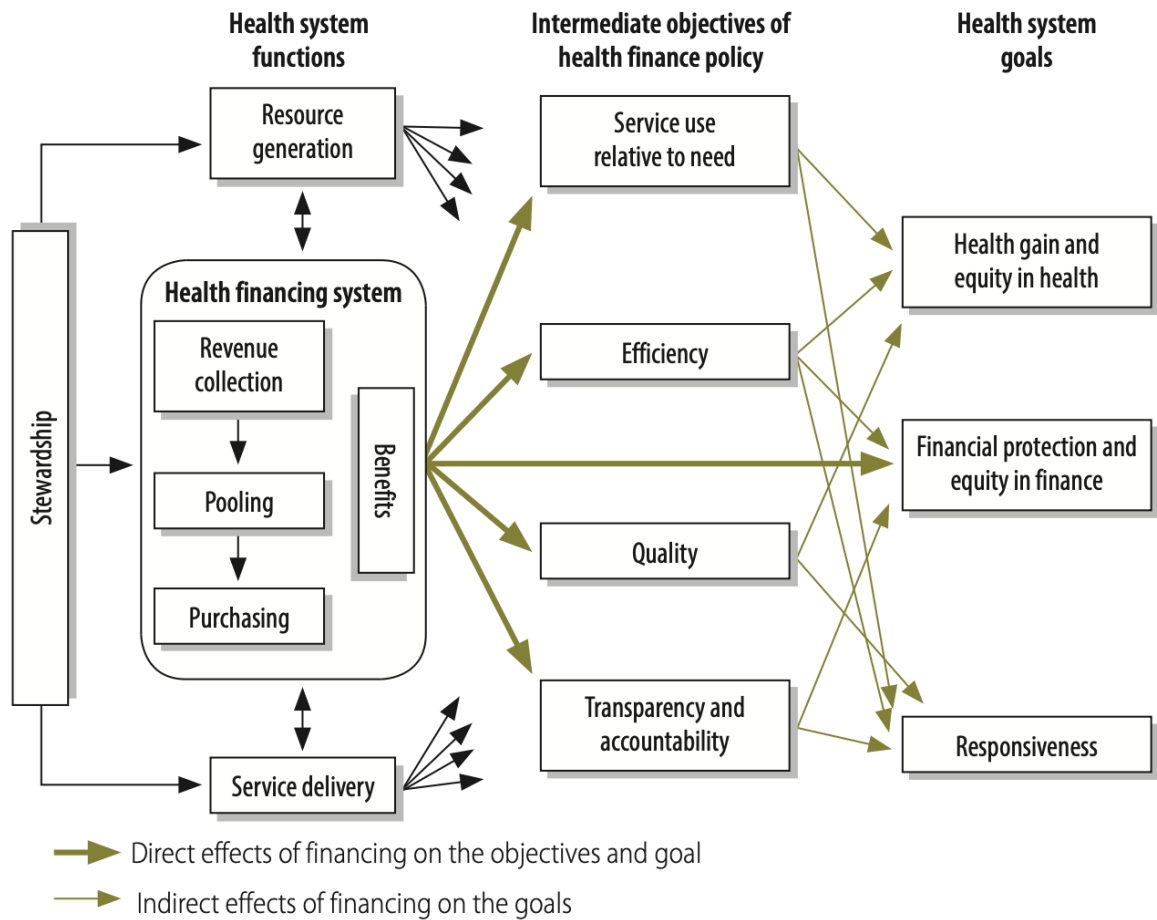 Health system
functions
Intermediate objectives of
health finance policy
Health system
goals
Resource
generation
Service use
relative to need
Health gain and
equity in health
Stewardship
Health financing system
Revenue
collection
Pooling
Purchasing
Benefits
Efficiency
Financial protection and
equity in finance
Quality
Transparency and
accountability
Responsiveness
Service delivery
Direct effects of financing on the objectives and goal
Indirect effects of financing on the goals